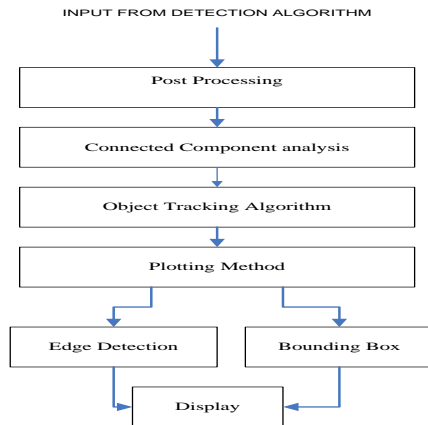 INPUT FROM DETECTION ALGORITHM
Post Processing
Connected Component analysis
Object Tracking Algorithm
Plotting Method
Edge Detection
Bounding Box
Display